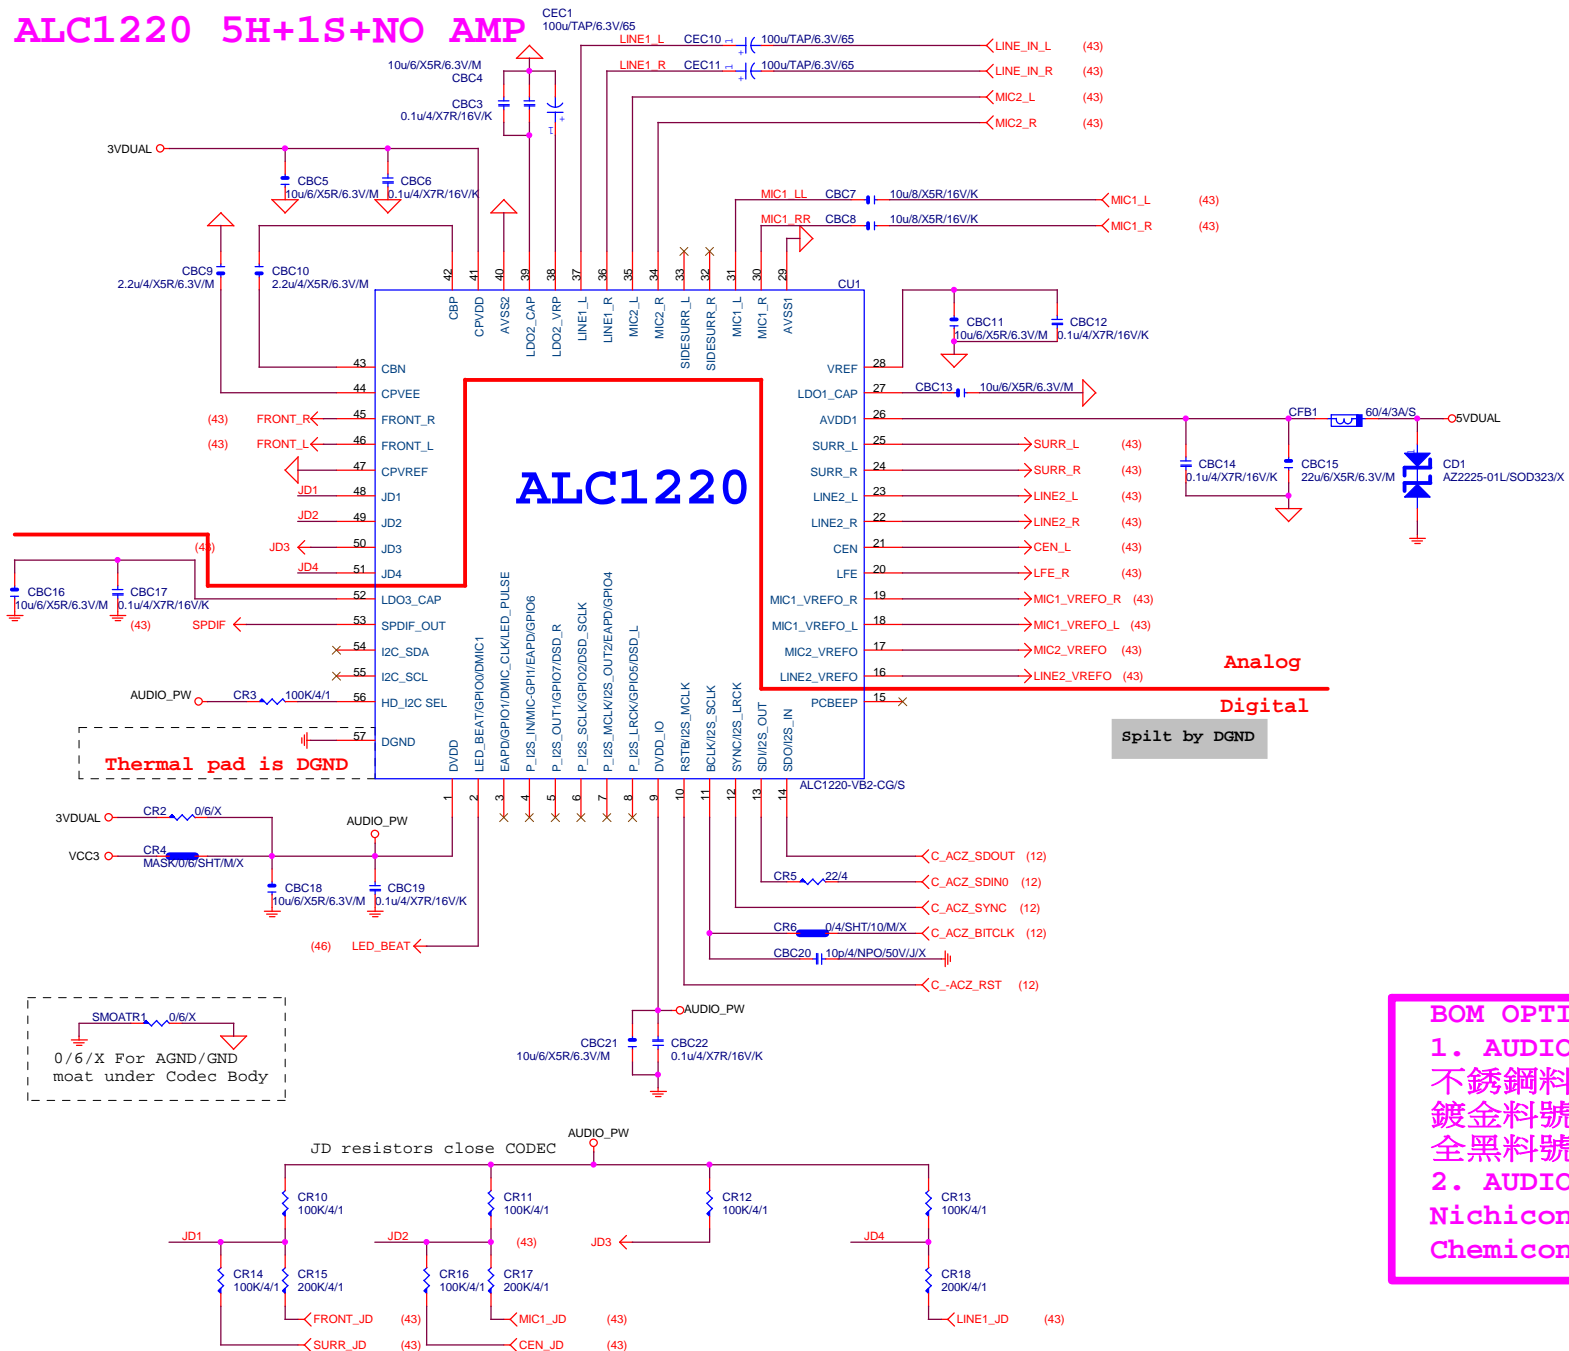 ALC1220 5H+1S+NO AMP
CEC1
100u/TAP/6.3V/65
LINE1_L CEC10 1 + 100u/TAP/6.3V/65 LINE_IN_L (43)
LINE1_R CEC11 1 + 100u/TAP/6.3V/65 LINE_IN_R (43)
10u/6/X5R/6.3V/M
CBC4
MIC2_L (43)
CBC3
0.1u/4/X7R/16V/K
+
1
MIC2_R (43)
3VDUAL
CBC5
10u/6/X5R/6.3V/M
CBC6
0.1u/4/X7R/16V/K
MIC1_LL CBC7 10u/8/X5R/16V/K MIC1_L (43)
MIC1_RR CBC8 10u/8/X5R/16V/K MIC1_R (43)
CBC9
2.2u/4/X5R/6.3V/M
CBC10
2.2u/4/X5R/6.3V/M
42 41 40 39 38 37 36 35 34 33 32 31 30 29
CU1
CBP
CPVDD
AVSS2
LDO2_CAP
LDO2_VRP
LINE1_L
LINE1_R
MIC2_L
MIC2_R
SIDESURR_L
SIDESURR_R
MIC1_L
MIC1_R
AVSS1
CBC11
10u/6/X5R/6.3V/M
CBC12
0.1u/4/X7R/16V/K
43 CBN
44 CPVEE
(43) FRONT_R 45 FRONT_R
(43) FRONT_L 46 FRONT_L
47 CPVREF
JD1 48 JD1
JD2 49 JD2
(43) JD3 50 JD3
JD4 51 JD4
52 LDO3_CAP
(43) SPDIF 53 SPDIF_OUT
54 I2C_SDA
55 I2C_SCL
AUDIO_PW CR3 100K/4/1 56 HD_I2C SEL
57 DGND
CBC16
10u/6/X5R/6.3V/M
CBC17
0.1u/4/X7R/16V/K
Thermal pad is DGND
ALC1220
VREF 28
LDO1_CAP 27 CBC13 10u/6/X5R/6.3V/M
AVDD1 26 CFB1 60/4/3A/S 5VDUAL
SURR_L 25 SURR_L (43)
SURR_R 24 SURR_R (43)
LINE2_L 23 LINE2_L (43)
LINE2_R 22 LINE2_R (43)
CEN 21 CEN_L (43)
LFE 20 LFE_R (43)
MIC1_VREFO_R 19 MIC1_VREFO_R (43)
MIC1_VREFO_L 18 MIC1_VREFO_L (43)
MIC2_VREFO 17 MIC2_VREFO (43)
LINE2_VREFO 16 LINE2_VREFO (43)
PCBEEP 15
CBC14
0.1u/4/X7R/16V/K
CBC15
22u/6/X5R/6.3V/M
CD1
AZ2225-01L/SOD323/X
Analog
Digital
Spilt by DGND
DVDD
LED_BEAT/GPIO0/DMIC1
EAPD/GPIO1/DMIC_CLK/LED_PULSE
P_I2S_IN/MIC-GPI1/EAPD/GPIO6
P_I2S_OUT1/GPIO7/DSD_R
P_I2S_SCLK/GPIO2/DSD_SCLK
P_I2S_MCLK/I2S_OUT2/EAPD/GPIO4
P_I2S_LRCK/GPIO5/DSD_L
DVDD_IO
RSTB/I2S_MCLK
BCLK/I2S_SCLK
SYNC/I2S_LRCK
SDI/I2S_OUT
SDO/I2S_IN
ALC1220-VB2-CG/S
1 2 3 4 5 6 7 8 9 10 11 12 13 14
3VDUAL CR2 0/6/X
AUDIO_PW
VCC3 CR4
MASK/0/6/SHT/M/X
CBC18
10u/6/X5R/6.3V/M
CBC19
0.1u/4/X7R/16V/K
(46) LED_BEAT
C_ACZ_SDOUT (12)
CR5 22/4 C_ACZ_SDIN0 (12)
C_ACZ_SYNC (12)
CR6 0/4/SHT/10/M/X C_ACZ_BITCLK (12)
CBC20 10p/4/NPO/50V/J/X
C_-ACZ_RST (12)
AUDIO_PW
CBC21
10u/6/X5R/6.3V/M
CBC22
0.1u/4/X7R/16V/K
SMOATR1 0/6/X
0/6/X For AGND/GND
moat under Codec Body
BOM OPTI
1. AUDIO
不銹鋼料
鍍金料號
全黑料號
2. AUDIO
Nichicon
Chemicon
JD resistors close CODEC
AUDIO_PW
CR10
100K/4/1
CR11
100K/4/1
CR12
100K/4/1
CR13
100K/4/1
JD1 JD2 (43) JD3 JD4
CR14
100K/4/1
CR15
200K/4/1
CR16
100K/4/1
CR17
200K/4/1
CR18
200K/4/1
FRONT_JD (43) MIC1_JD (43) LINE1_JD (43)
SURR_JD (43) CEN_JD (43)